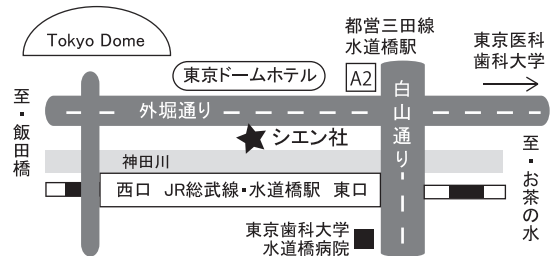 Tokyo Dome
都営三田線
水道橋駅
東京医科
歯科大学
東京ドームホテル
A2
至・飯田橋
外堀通り
白山通り
シエン社
神田川
至・お茶の水
西口 JR総武線・水道橋駅 東口
東京歯科大学
水道橋病院